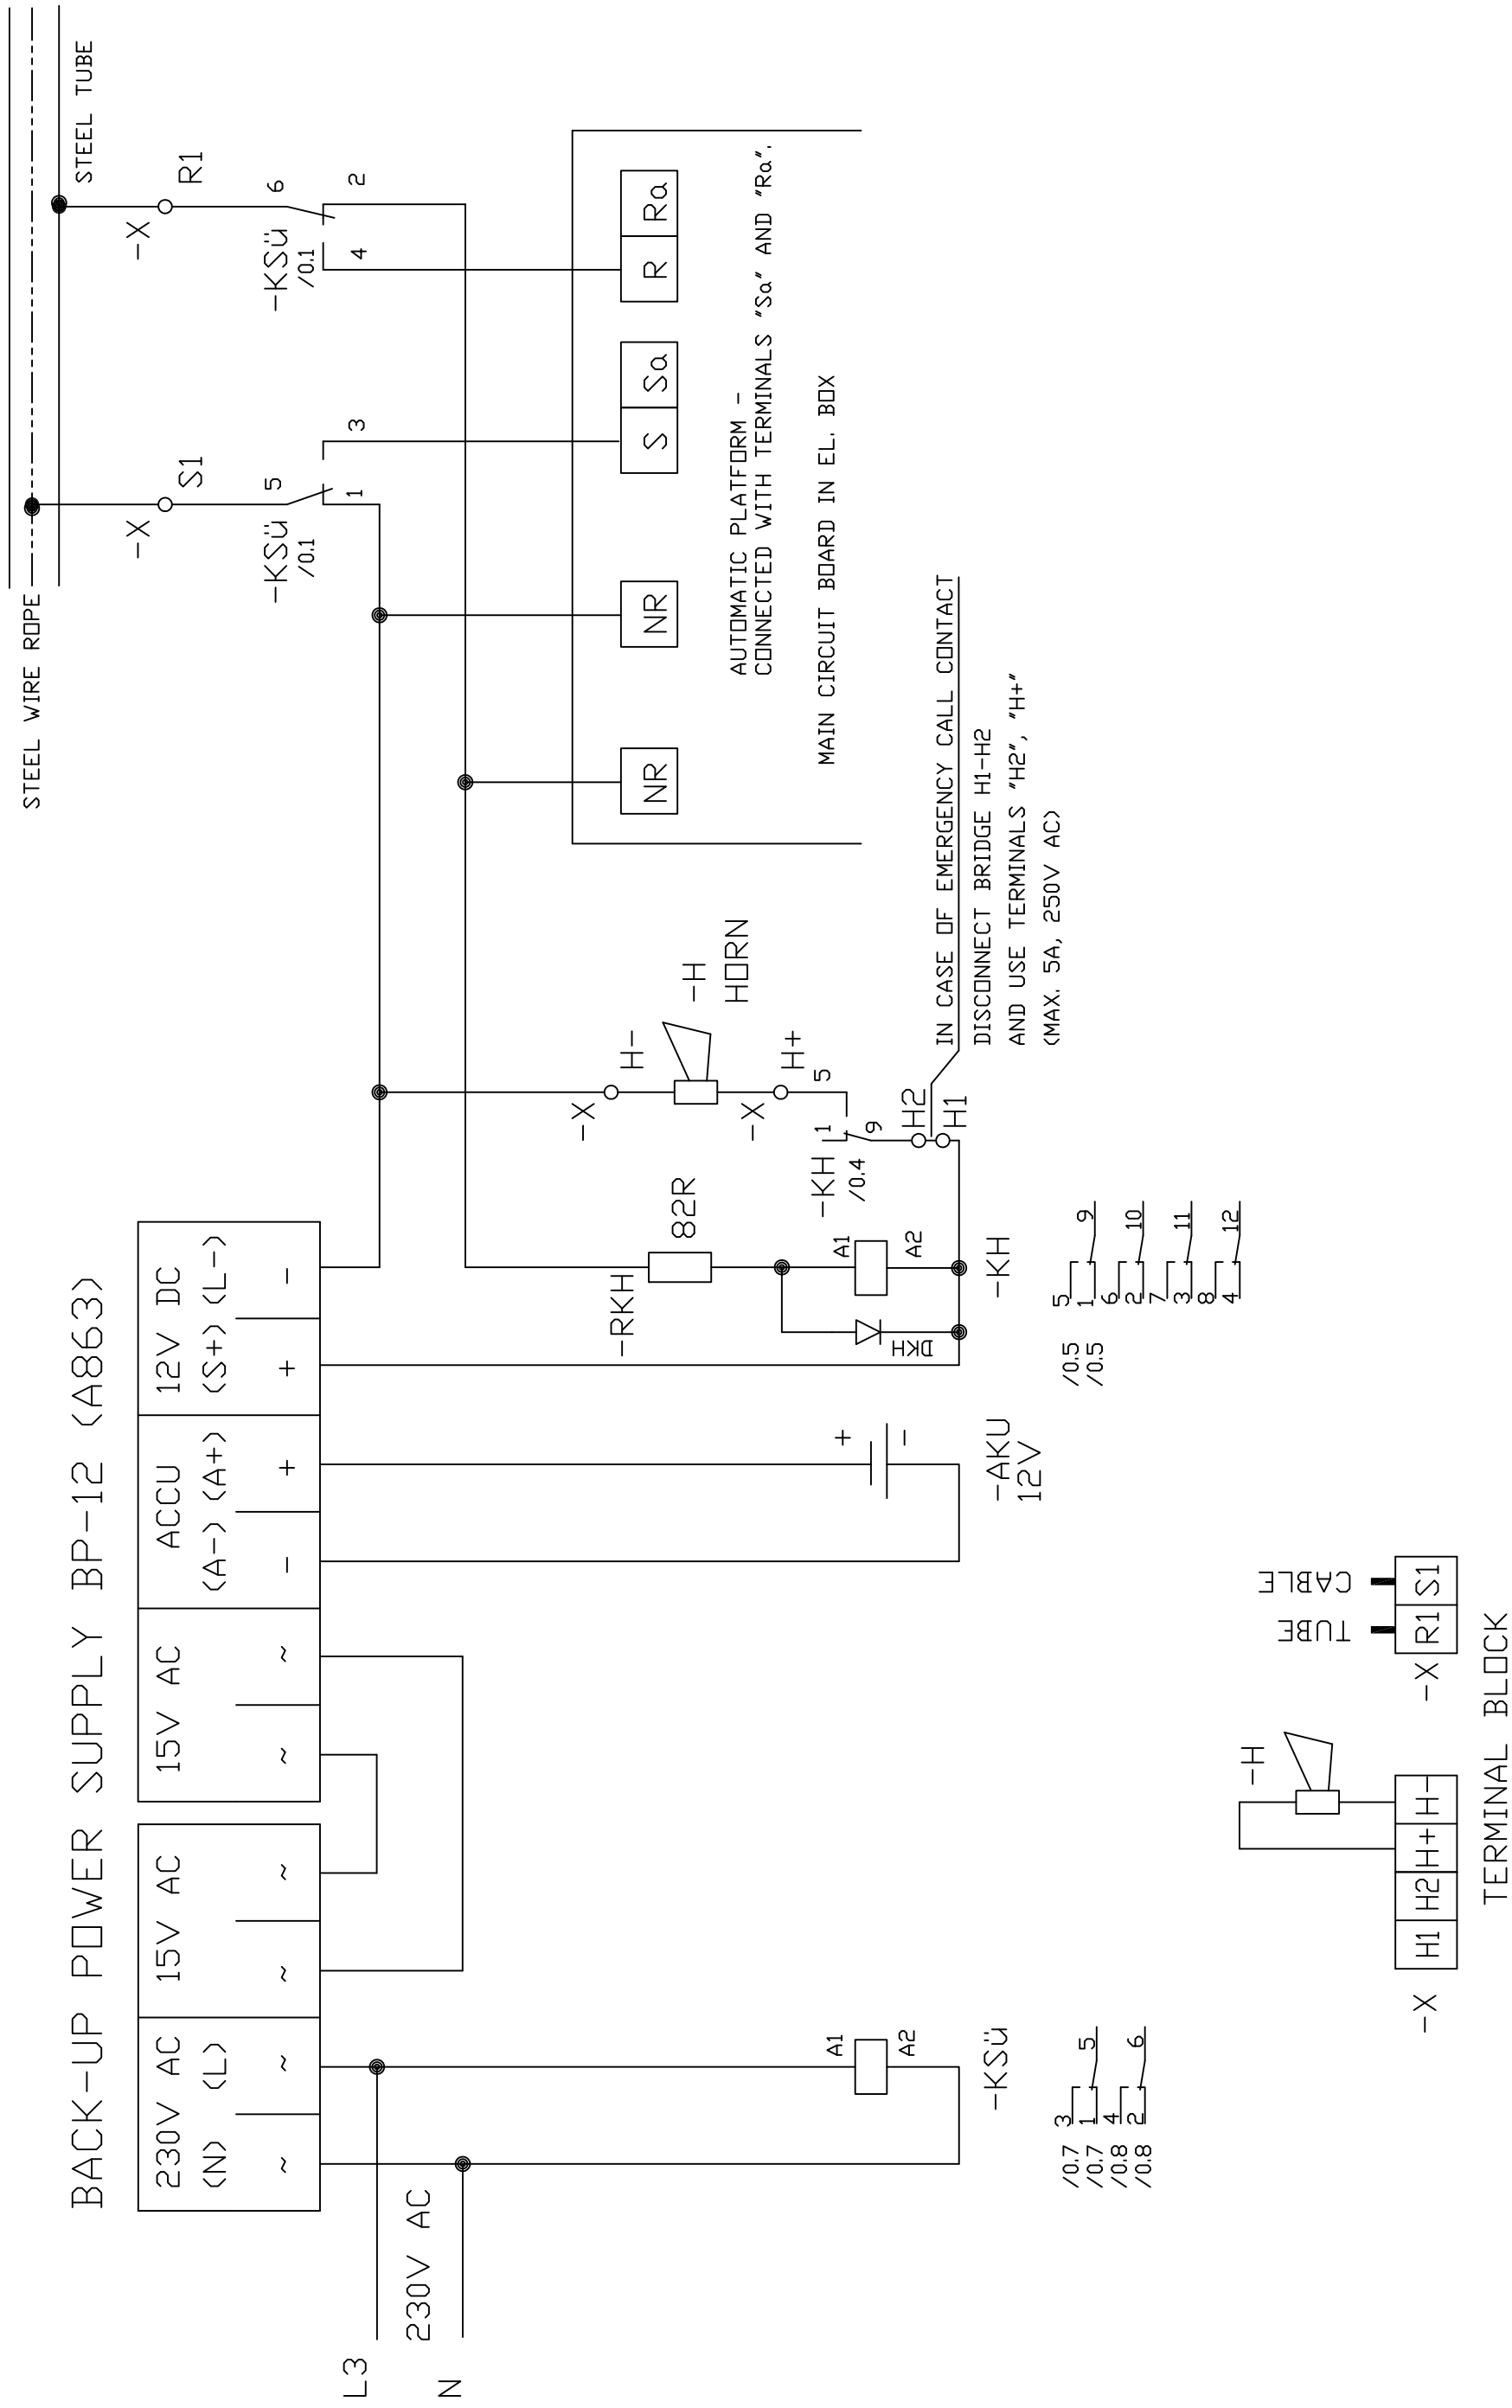 BACK-UP POWER SUPPLY BP-12 (A863)
230V AC
(N) (L)
~ ~
15V AC
~ ~
15V AC
~ ~
ACCU
(A-) (A+)
- +
12V DC
(S+) (L-)
+ -
STEEL WIRE ROPE
STEEL TUBE
-X
S1
-X
R1
-KSü
/0.1
5
1
3
-KSü
/0.1
6
4
2
L3
230V AC
N
NR
NR
S
Sa
R
Ra
AUTOMATIC PLATFORM -
CONNECTED WITH TERMINALS "Sa" AND "Ra".
MAIN CIRCUIT BOARD IN EL. BOX
-X
H-
-H
HORN
-X
H+
-RKH
82R
-KH
/0.4
1
5
9
H2
H1
IN CASE OF EMERGENCY CALL CONTACT
DISCONNECT BRIDGE H1-H2
AND USE TERMINALS "H2", "H+"
(MAX. 5A, 250V AC)
DKH
A1
A2
-KH
+
-
-AKU
12V
A1
A2
-KSü
/0.7
3
/0.7
1
5
/0.8
4
/0.8
2
6
/0.5
5
/0.5
1
9
6
2
10
7
3
11
8
4
12
-H
-X
H1
H2
H+
H-
TUBE
CABLE
-X
R1
S1
TERMINAL BLOCK